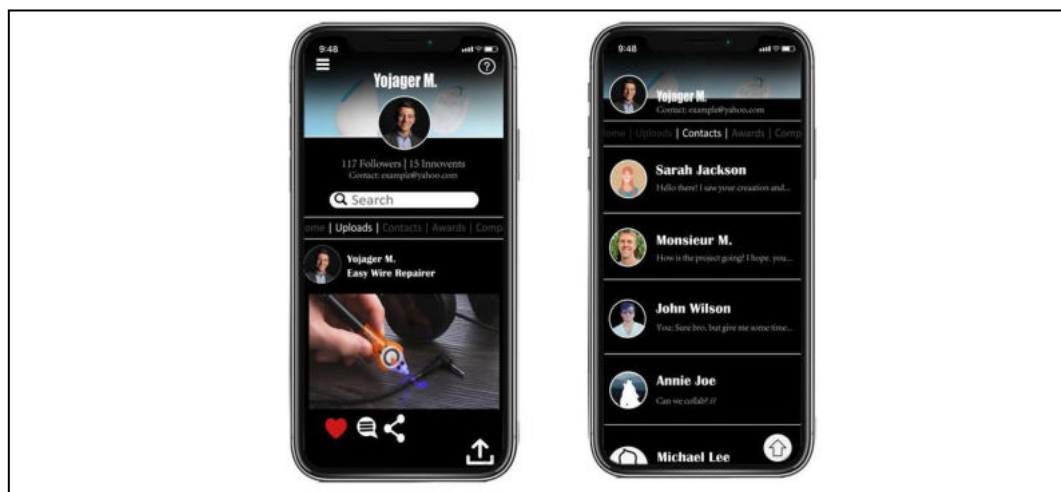 9:48
Yojager M.
117 Followers | 15 Innovents
Contact: example@yahoo.com
Search
ome | Uploads | Contacts | Awards | Comp
Yojager M.
Easy Wire Repairer
9:48
Yojager M.
Contact: example@yahoo.com
ome | Uploads | Contacts | Awards | Comp
Sarah Jackson
Hello there! I saw your creaation and...
Monsieur M.
How is the project going? I hope, you...
John Wilson
You: Sure bro, but give me some time...
Annie Joe
Can we collab? //
Michael Lee